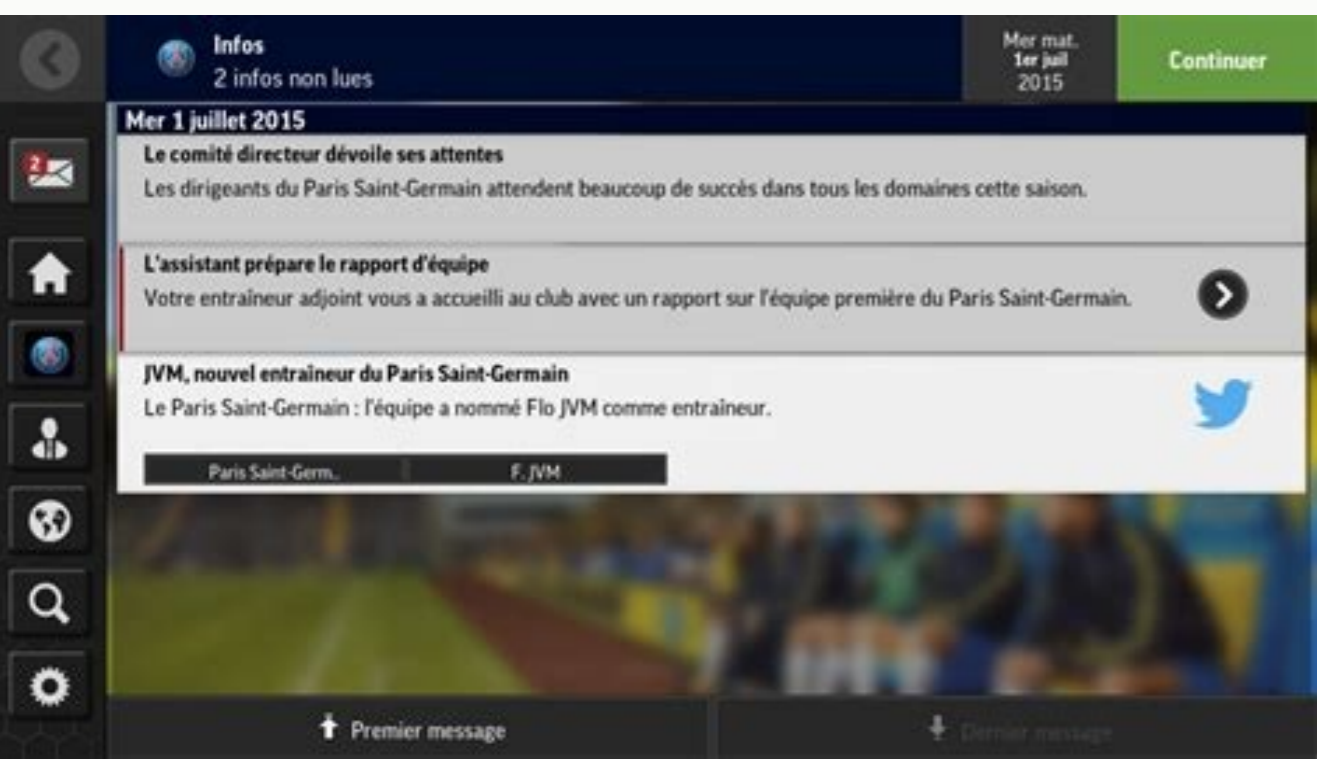 Infos
2 infos non lues
Mer mat.
1er juil
2015
Continuer
Mer 1 juillet 2015
2
Le comité directeur dévoile ses attentes
Les dirigeants du Paris Saint-Germain attendent beaucoup de succès dans tous les domaines cette saison.
L'assistant prépare le rapport d'équipe
Votre entraîneur adjoint vous a accueilli au club avec un rapport sur l'équipe première du Paris Saint-Germain.
JVM, nouvel entraîneur du Paris Saint-Germain
Le Paris Saint-Germain : l'équipe a nommé Flo JVM comme entraîneur.
Paris Saint-Germ..
F. JVM
Premier message
Dernier message